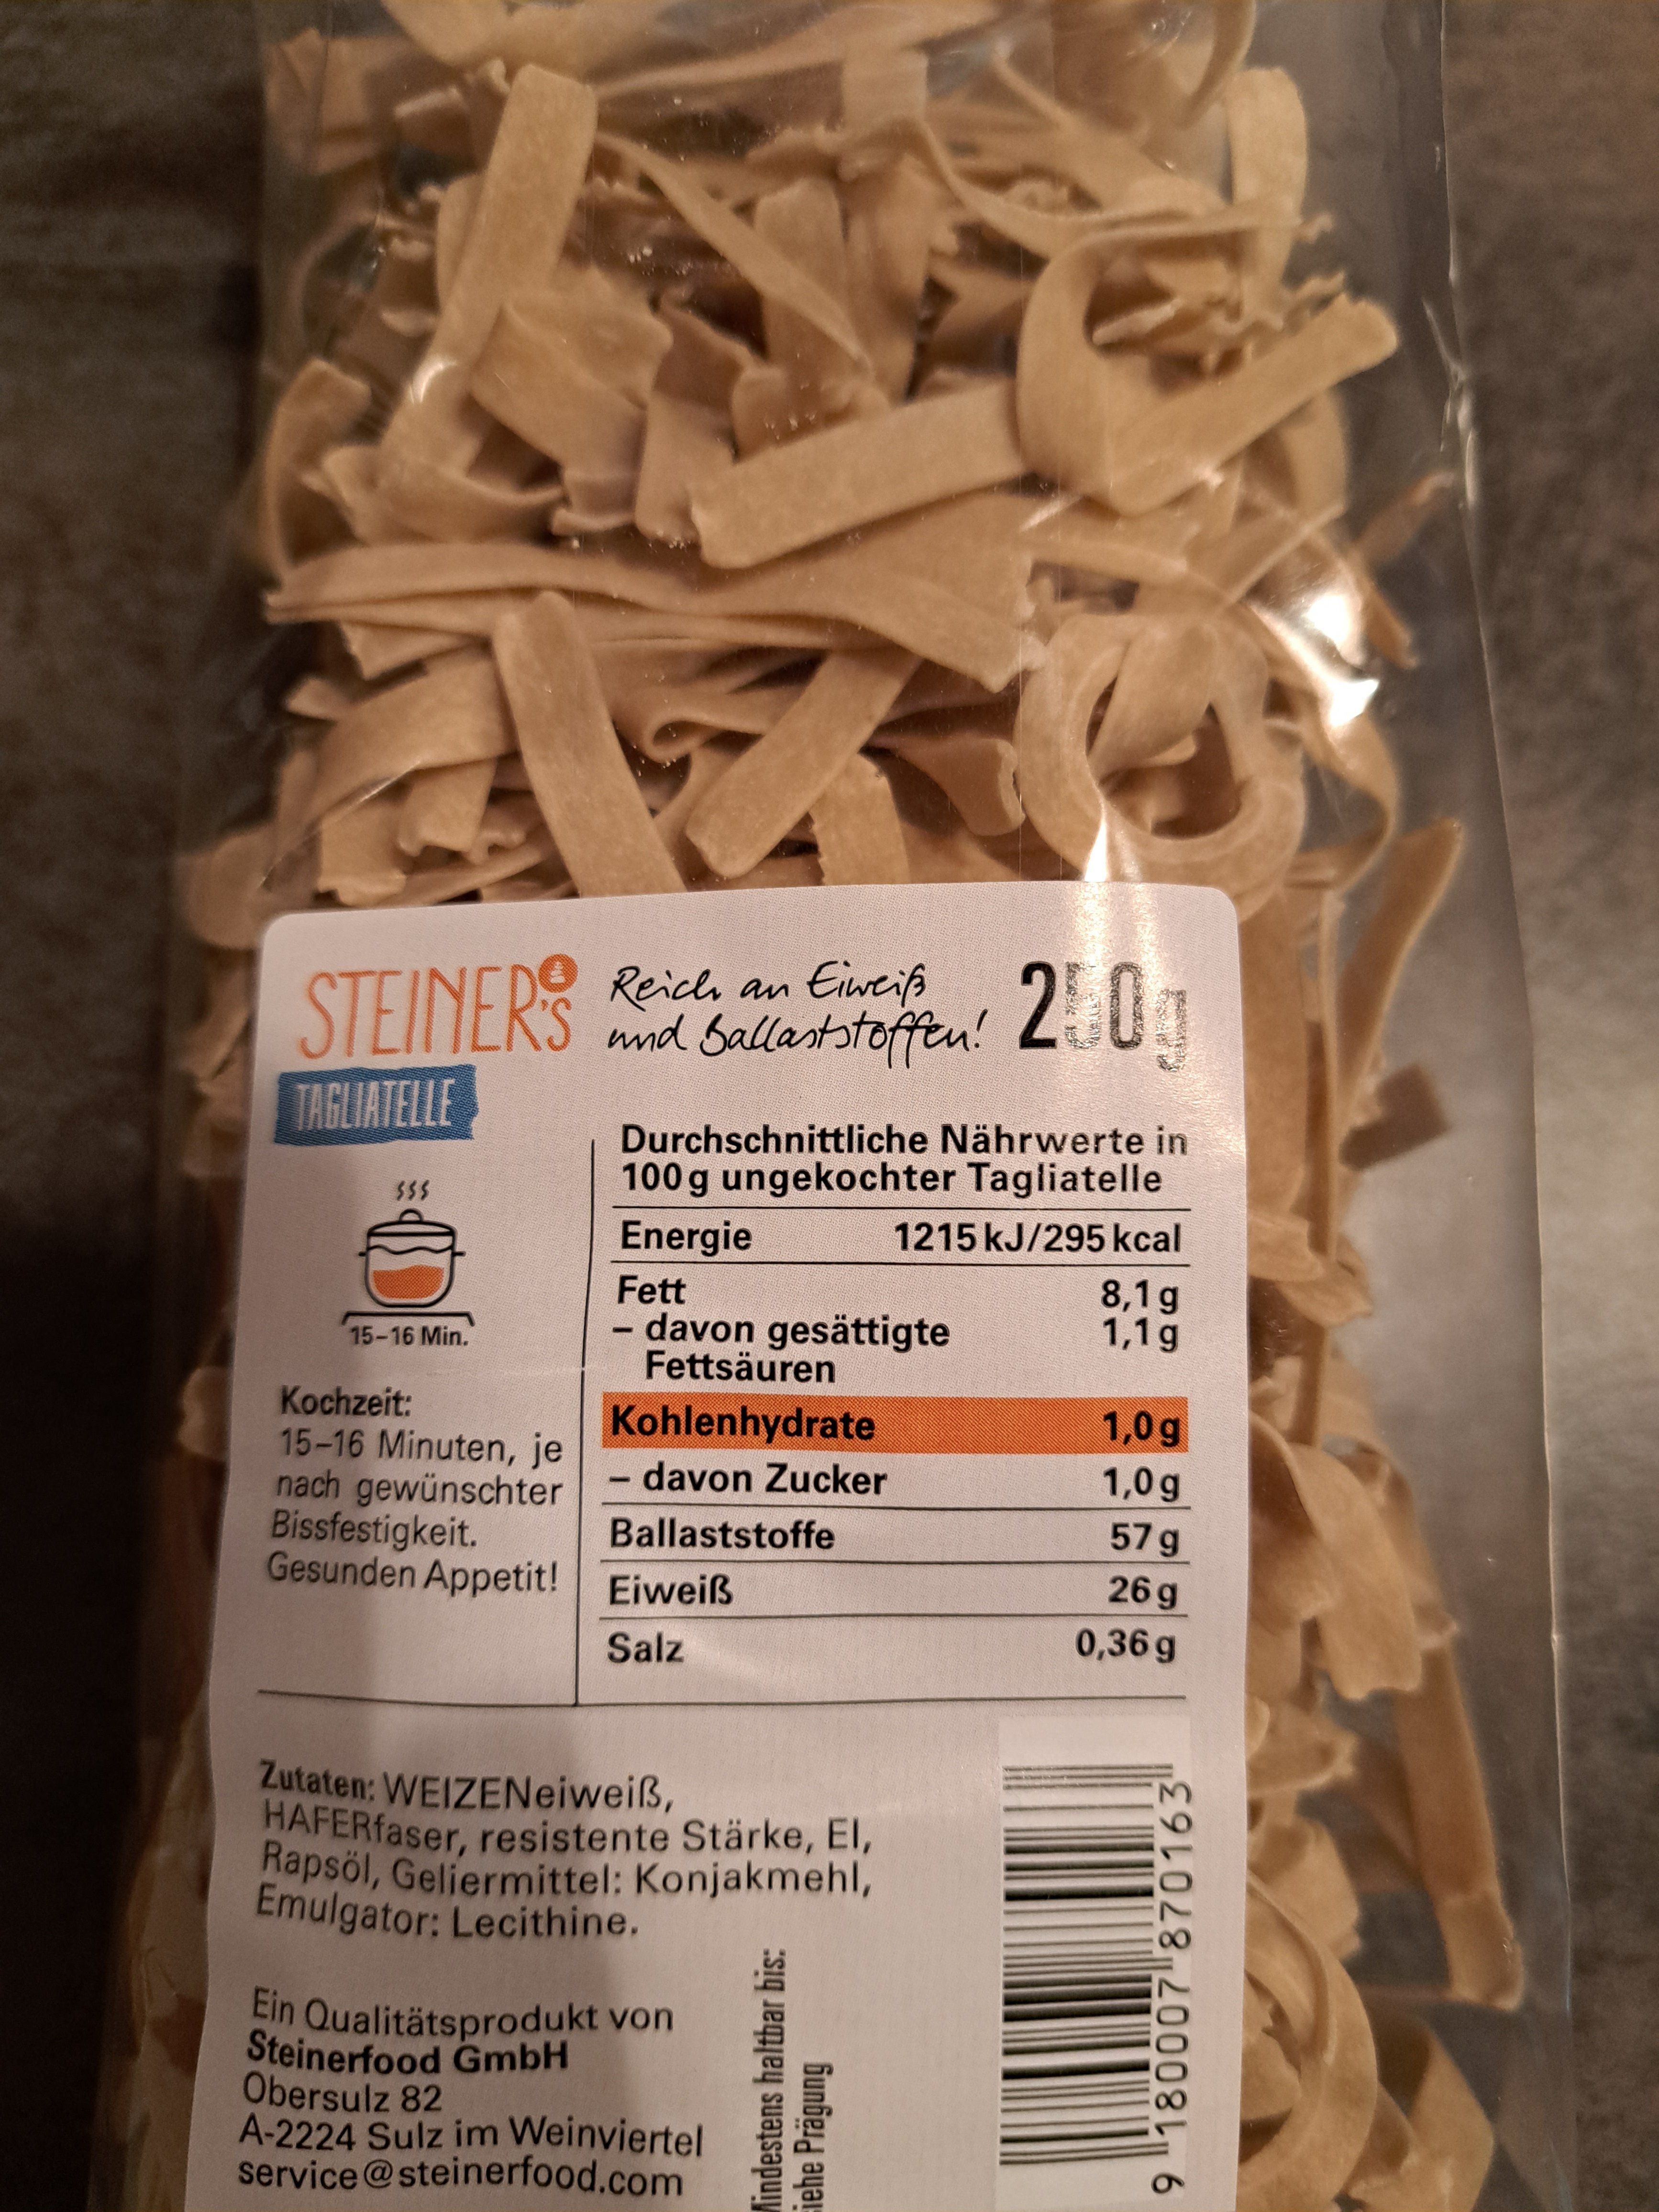 STEINER'S
TAGLIATELLE
Reich an Eiweiß
und Ballaststoffen!
250g
15-16 Min.
Kochzeit:
15-16 Minuten, je
nach gewünschter
Bissfestigkeit.
Gesunden Appetit!
Durchschnittliche Nährwerte in
100g ungekochter Tagliatelle
Energie 1215 kJ/295 kcal
Fett 8,1 g
– davon gesättigte 1,1 g
Fettsäuren
Kohlenhydrate 1,0 g
– davon Zucker 1,0 g
Ballaststoffe 57 g
Eiweiß 26 g
Salz 0,36 g
Zutaten: WEIZENeiweiß,
HAFERfaser, resistente Stärke, EI,
Rapsöl, Geliermittel: Konjakmehl,
Emulgator: Lecithine.
Ein Qualitätsprodukt von
Steinerfood GmbH
Obersulz 82
A-2224 Sulz im Weinviertel
service@steinerfood.com
Mindestens haltbar bis:
siehe Prägung
9 180007 870163